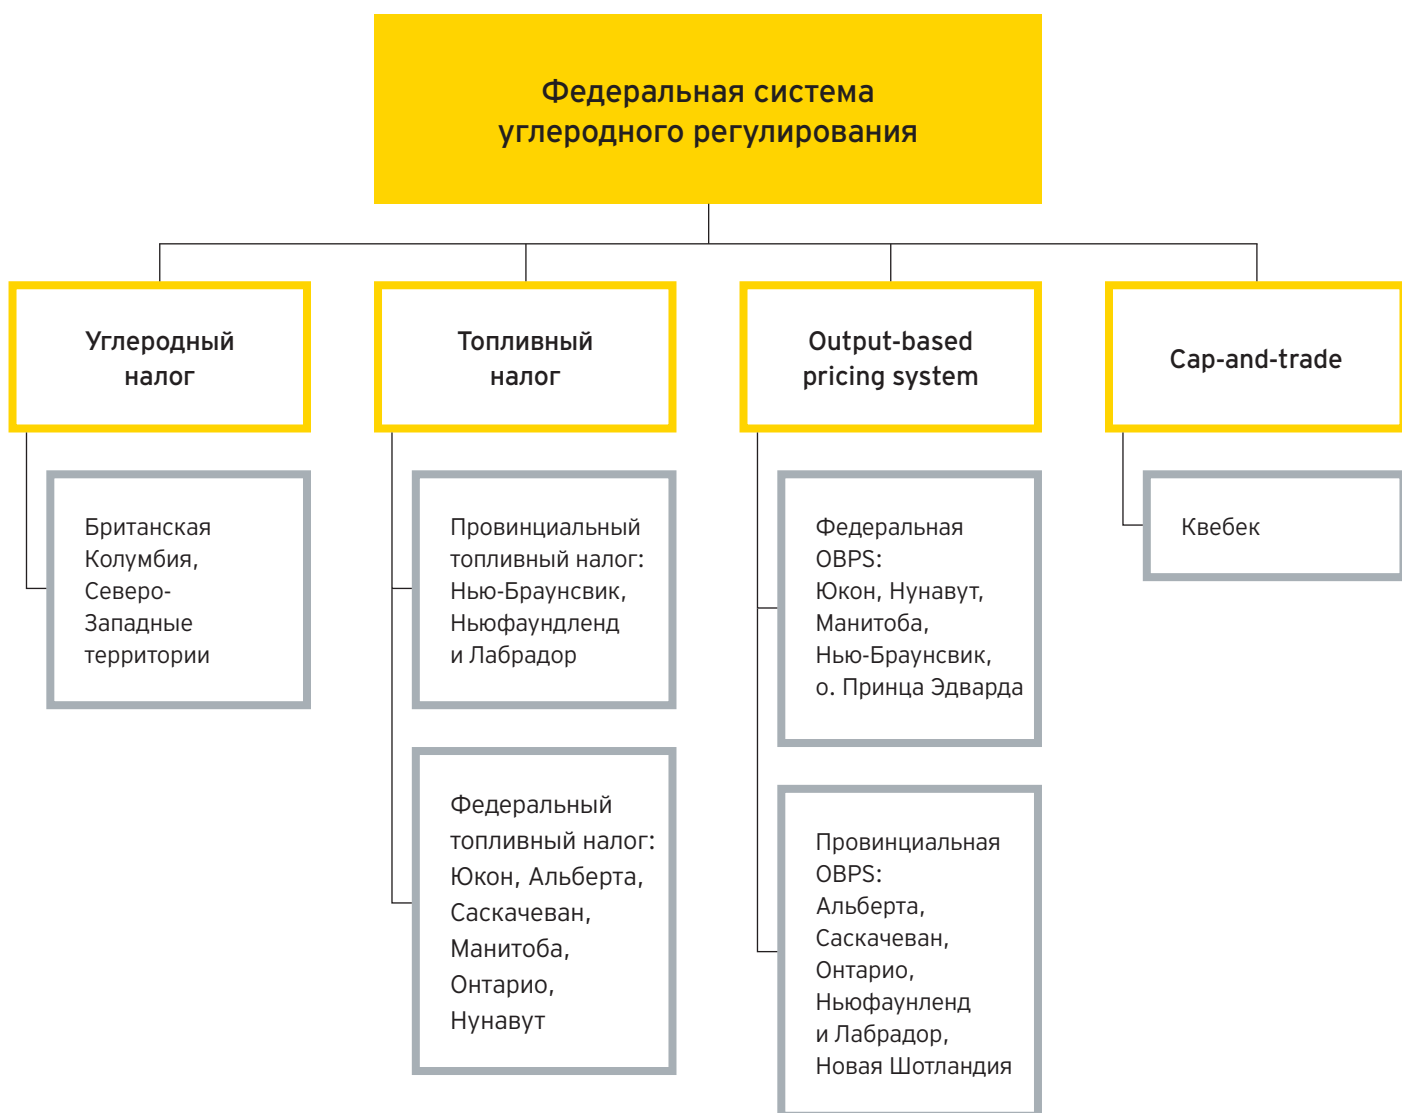 Федеральная система
углеродного регулирования
Углеродный
налог
Топливный
налог
Output-based
pricing system
Cap-and-trade
Британская
Колумбия,
Северо-
Западные
территории
Провинциальный
топливный налог:
Нью-Браунсвик,
Ньюфаундленд
и Лабрадор
Федеральный
топливный налог:
Юкон, Альберта,
Саскачеван,
Манитоба,
Онтарио,
Нунавут
Федеральная
OBPS:
Юкон, Нунавут,
Манитоба,
Нью-Браунсвик,
о. Принца Эдварда
Провинциальная
OBPS:
Альберта,
Саскачеван,
Онтарио,
Ньюфаунленд
и Лабрадор,
Новая Шотландия
Квебек